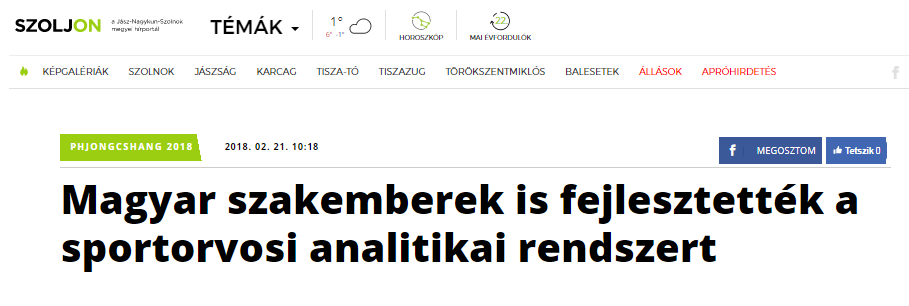 SZOLJON
a Jász-Nagykun-Szolnok
megyei hírportál
TÉMÁK
1°
6° -1°
HOROSZKÓP
22
MAI ÉVFORDULÓK
KÉPGALÉRIÁK SZOLNOK JÁSZSÁG KARCAG TISZA-TÓ TISZAZUG TÖRÖKSZENTMIKLÓS BALESETEK ÁLLÁSOK APRÓHIRDETÉS
PHJONGCSHANG 2018 2018. 02. 21. 10:18
MEGOSZTOM Tetszik 0
Magyar szakemberek is fejlesztették a
sportorvosi analitikai rendszert